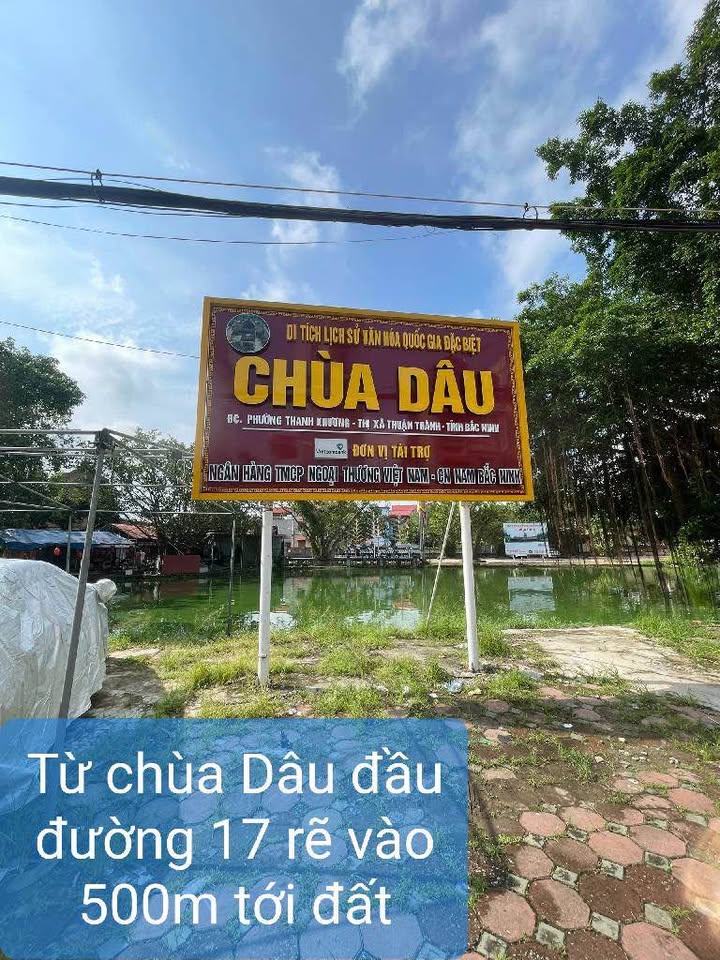 DI TÍCH LỊCH SỬ VĂN HÓA QUỐC GIA ĐẶC BIỆT
CHÙA DÂU
ĐC. PHƯỜNG THANH KHƯƠNG - THỊ XÃ THUẬN THÀNH - TỈNH BẮC NINH
Vietcombank
ĐƠN VỊ TÀI TRỢ
NGÂN HÀNG TMCP NGOẠI THƯƠNG VIỆT NAM - CN NAM BẮC NINH
Từ chùa Dâu đầu
đường 17 rẽ vào
500m tới đất